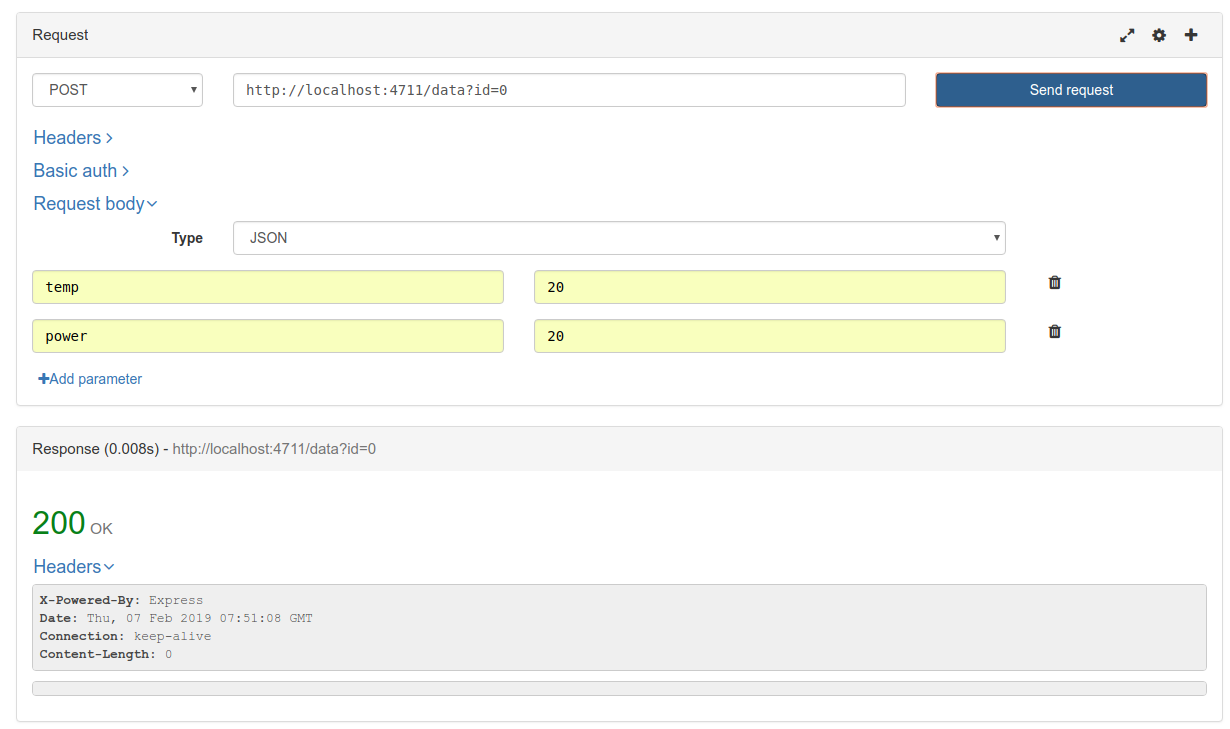 Request
POST
http://localhost:4711/data?id=0
Send request
Headers
Basic auth
Request body
Type
JSON
temp
20
power
20
Add parameter
Response (0.008s) - http://localhost:4711/data?id=0
200 OK
Headers
X-Powered-By: Express
Date: Thu, 07 Feb 2019 07:51:08 GMT
Connection: keep-alive
Content-Length: 0